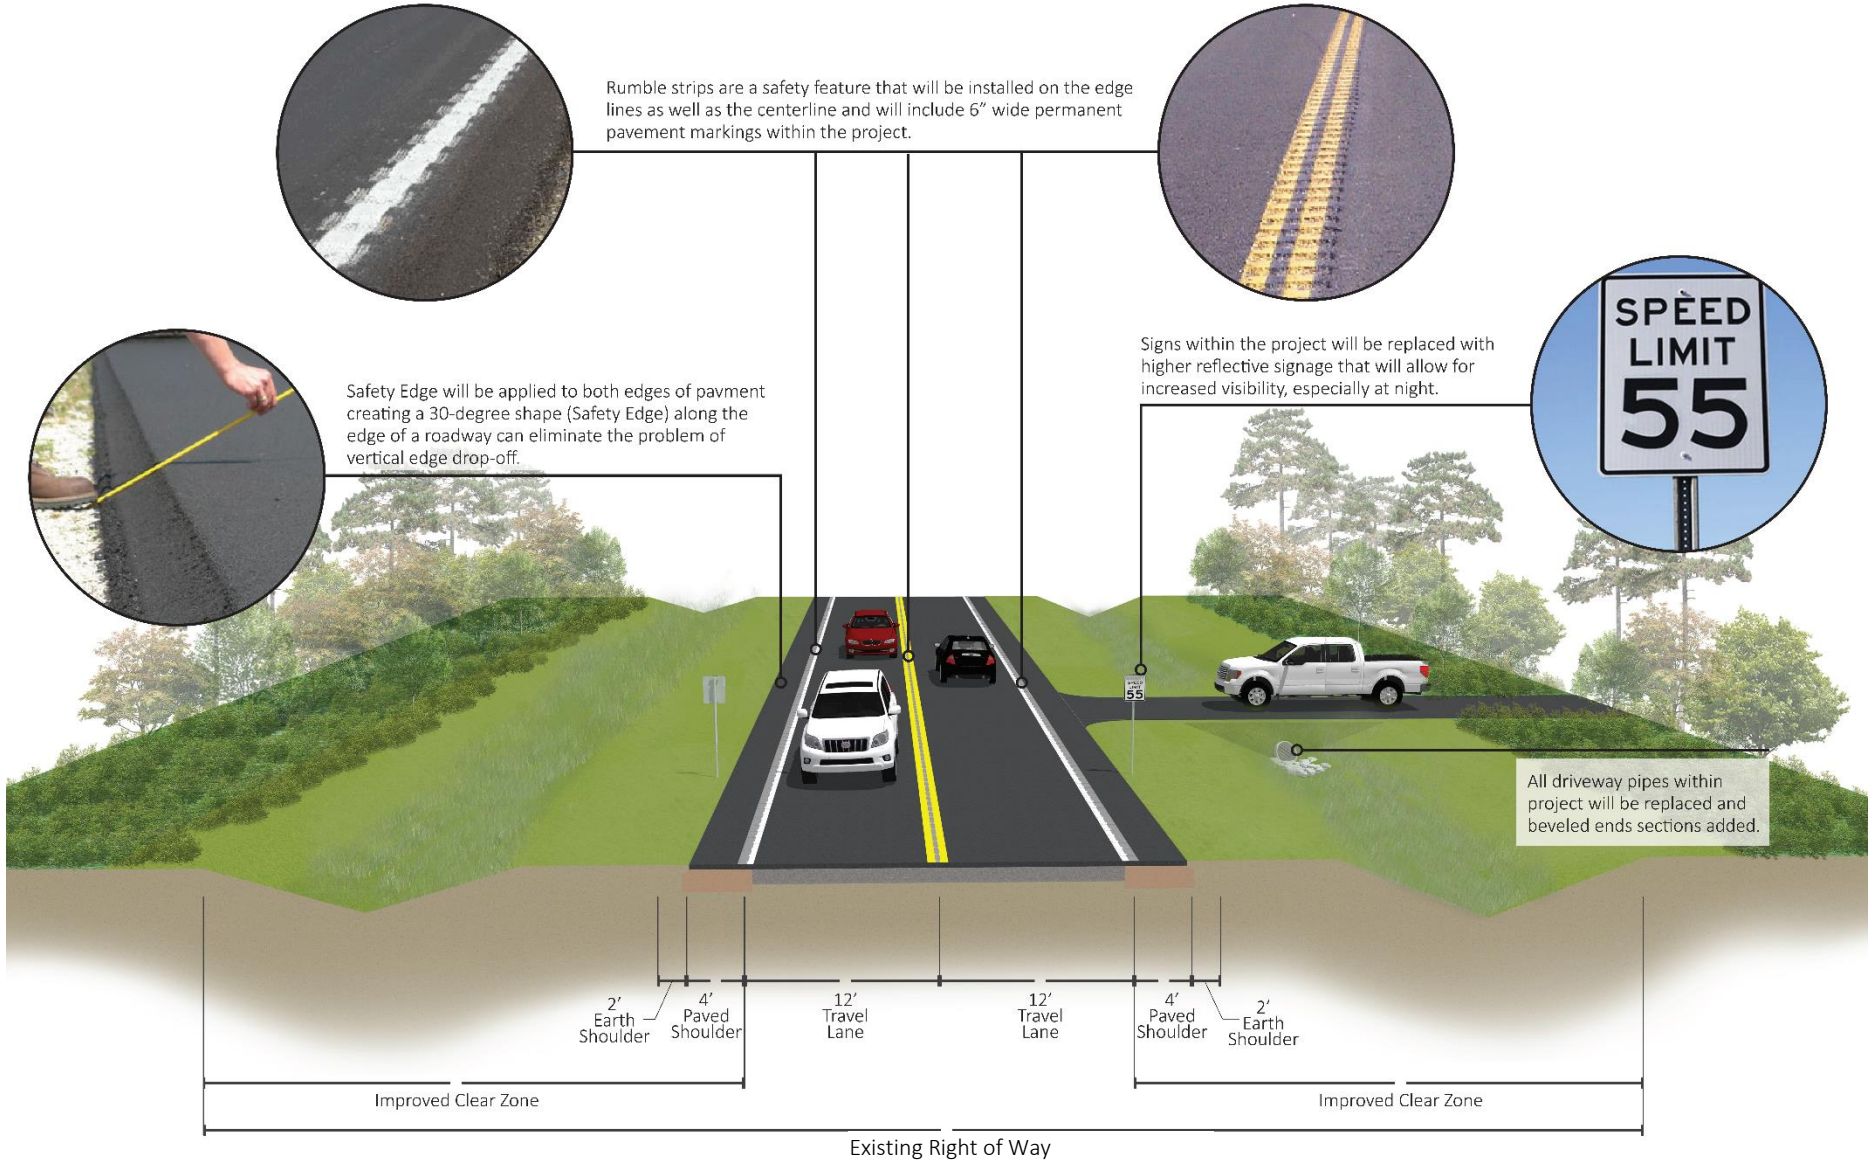 Rumble strips are a safety feature that will be installed on the edge
lines as well as the centerline and will include 6” wide permanent
pavement markings within the project.
SPEED
LIMIT
55
Signs within the project will be replaced with
higher reflective signage that will allow for
increased visibility, especially at night.
Safety Edge will be applied to both edges of pavment
creating a 30-degree shape (Safety Edge) along the
edge of a roadway can eliminate the problem of
vertical edge drop-off.
SPEED
LIMIT
55
All driveway pipes within
project will be replaced and
beveled ends sections added.
2’
Earth
Shoulder
4’
Paved
Shoulder
12’
Travel
Lane
12’
Travel
Lane
4’
Paved
Shoulder
2’
Earth
Shoulder
Improved Clear Zone
Improved Clear Zone
Existing Right of Way